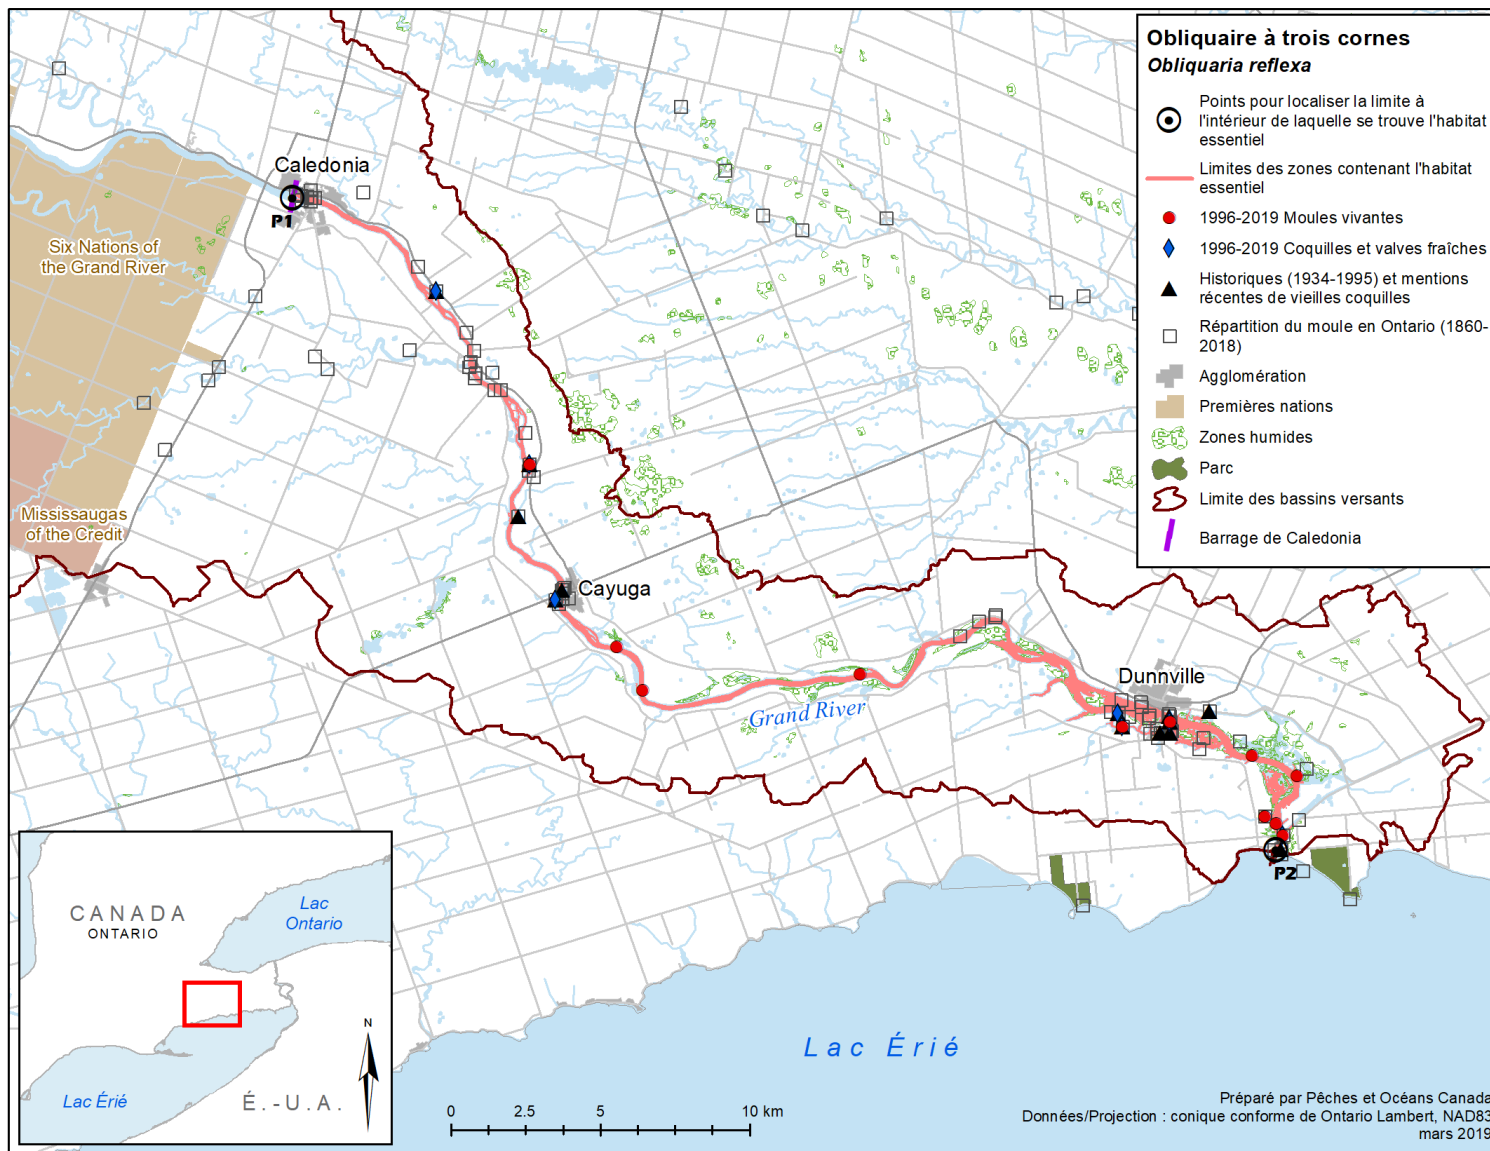 Obliquaire à trois cornes
Obliquaria reflexa
Points pour localiser la limite à
l'intérieur de laquelle se trouve l'habitat
essentiel
Limites des zones contenant l'habitat
essentiel
1996-2019 Moules vivantes
1996-2019 Coquilles et valves fraîches
Historiques (1934-1995) et mentions
récentes de vieilles coquilles
Répartition du moule en Ontario (1860-
2018)
Agglomération
Premières nations
Zones humides
Parc
Limite des bassins versants
Barrage de Caledonia
Caledonia
P1
Six Nations of
the Grand River
Mississaugas
of the Credit
Cayuga
Dunnville
Grand River
P2
Lac Érié
CANADA
ONTARIO
Lac
Ontario
Lac Érié
É.-U.A.
N
0 2.5 5 10 km
Préparé par Pêches et Océans Canada
Données/Projection : conique conforme de Ontario Lambert, NAD83
mars 2019